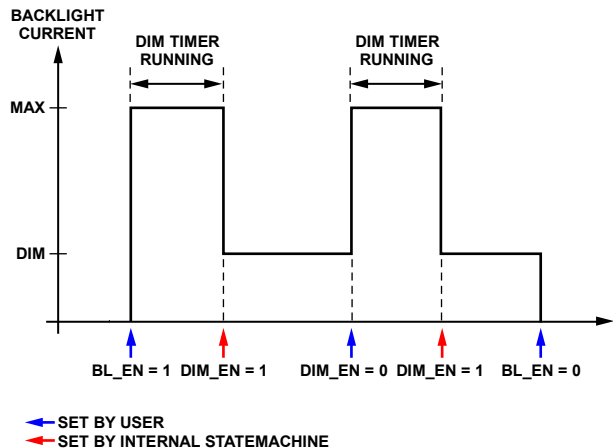 BACKLIGHT
CURRENT
DIM TIMER
RUNNING
DIM TIMER
RUNNING
MAX
DIM
BL_EN = 1
DIM_EN = 1
DIM_EN = 0
DIM_EN = 1
BL_EN = 0
SET BY USER
SET BY INTERNAL STATEMACHINE